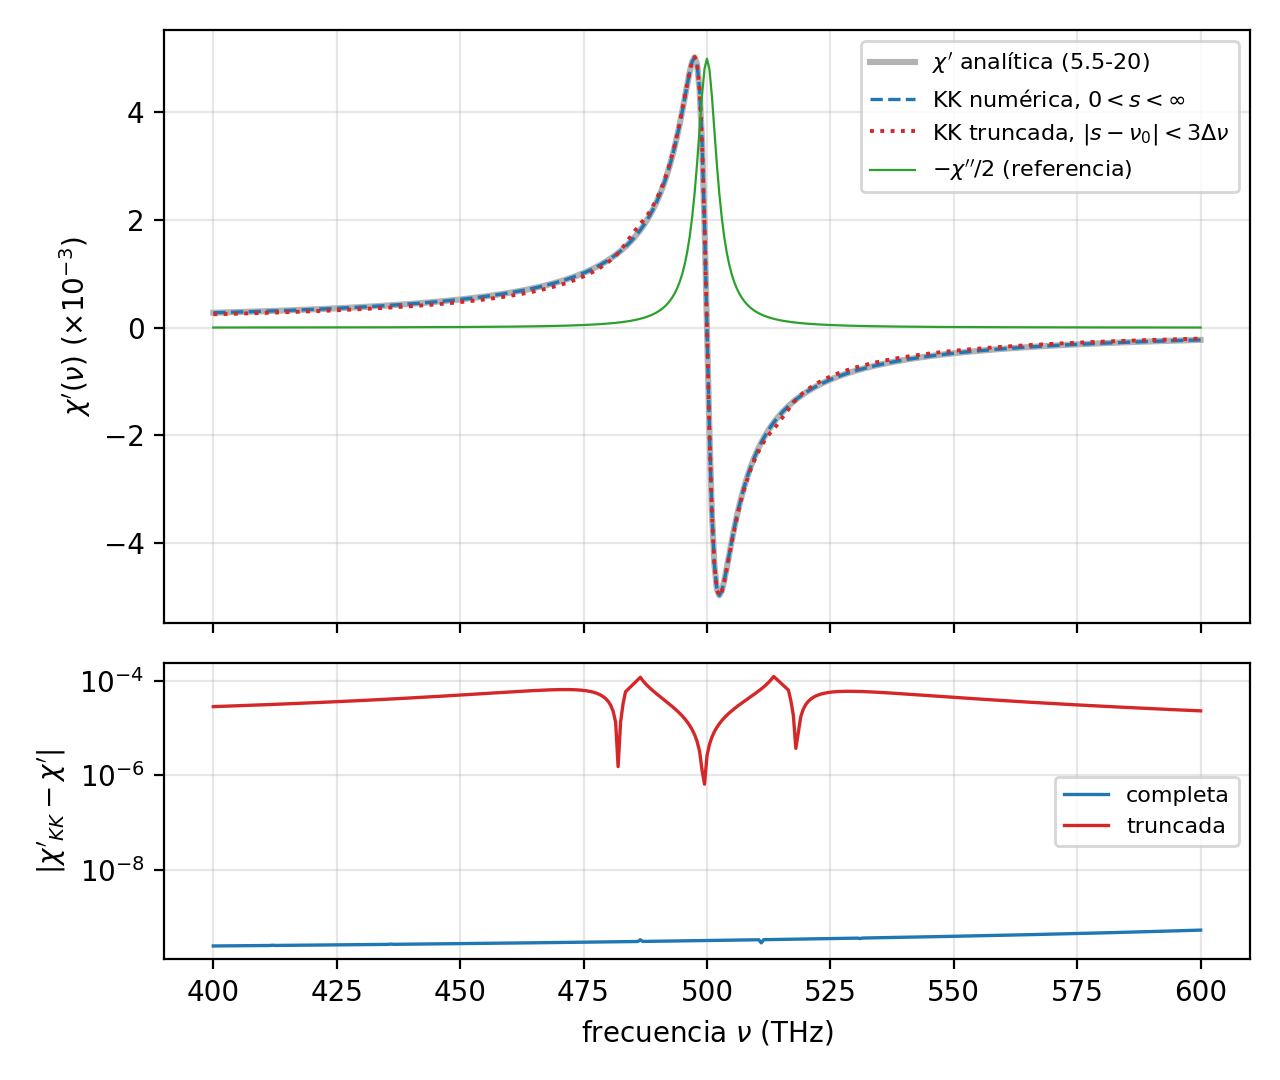 χ′ analítica (5.5-20)
KK numérica, 0 < s < ∞
KK truncada, |s − ν₀| < 3Δν
−χ′′/2 (referencia)
χ′(ν) (×10⁻³)
4
2
0
−2
−4
10⁻⁴
10⁻⁶
10⁻⁸
|χ′_KK − χ′|
completa
truncada
400 425 450 475 500 525 550 575 600
frecuencia ν (THz)